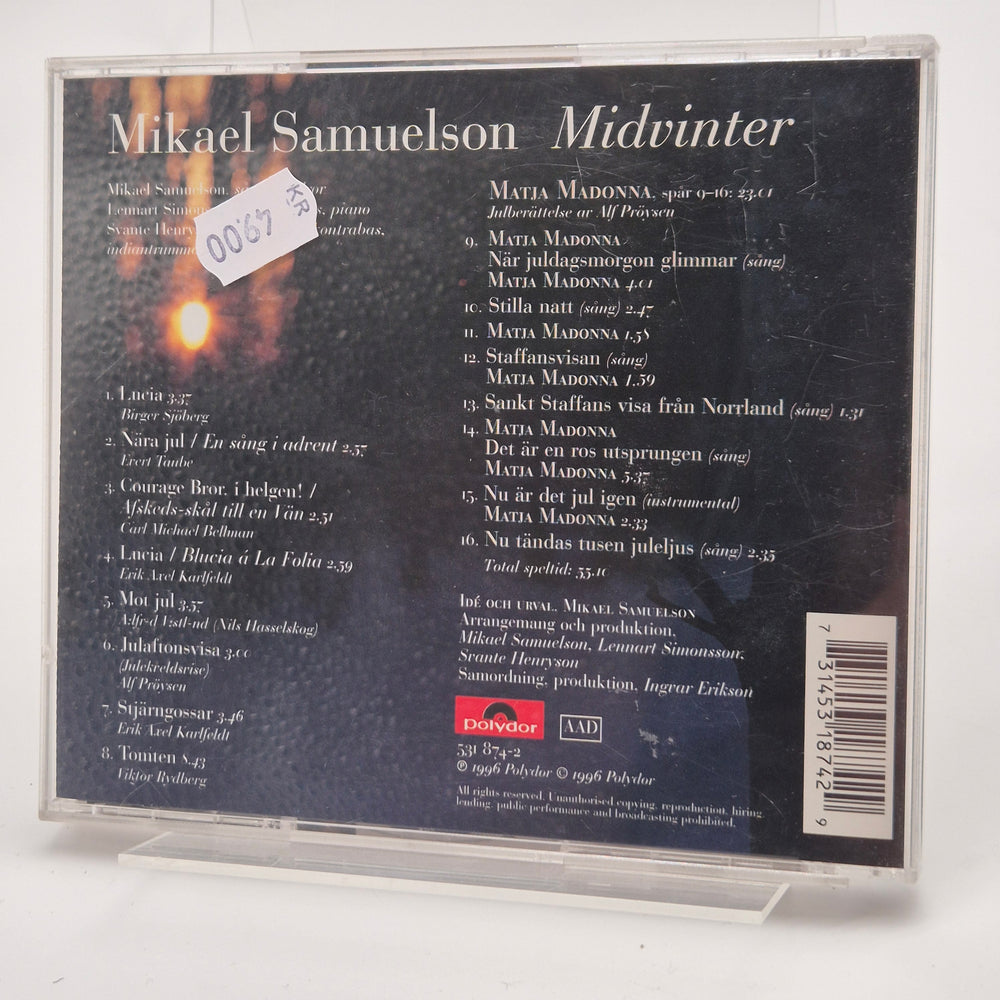 Mikael Samuelson Midvinter
Mikael Samuelson,
Lennart
piano
Svante
kontrabas,
KR
4900
1. Lucia 3.37
Birger Sjöberg
2. Nära jul / En sång i advent 2.57
Evert Taube
3. Courage Bror, i helgen! /
Afskeds-skål till en Vän 2.51
Carl Michael Bellman
4. Lucia / Blucia á La Folia 2.59
Erik Axel Karlfeldt
5. Mot jul 3.57
A:lfr-d V:stl-nd (Nils Hasselskog)
6. Julaftonsvisa 3.00
(Julekveldsvise)
Alf Pröysen
7. Stjärngossar 3.46
Erik Axel Karlfeldt
8. Tomten 8.43
Viktor Rydberg
MATJA MADONNA, spår 9–16: 23.01
Julberättelse av Alf Pröysen
9. MATJA MADONNA
När juldagsmorgon glimmar (sång)
MATJA MADONNA 4.01
10. Stilla natt (sång) 2.47
11. MATJA MADONNA 1.58
12. Staffansvisan (sång)
MATJA MADONNA 1.59
13. Sankt Staffans visa från Norrland (sång) 1.31
14. MATJA MADONNA
Det är en ros utsprungen (sång)
MATJA MADONNA 5.37
15. Nu är det jul igen (instrumental)
MATJA MADONNA 2.33
16. Nu tändas tusen juleljus (sång) 2.35
Total speltid: 55.10
IDÉ OCH URVAL, MIKAEL SAMUELSON
Arrangemang och produktion,
Mikael Samuelson, Lennart Simonsson,
Svante Henryson
Samordning, produktion, Ingvar Erikson
polydor AAD
531 874-2
℗ 1996 Polydor © 1996 Polydor
All rights reserved. Unauthorised copying, reproduction, hiring,
lending, public performance and broadcasting prohibited.
7 31453 18742 9